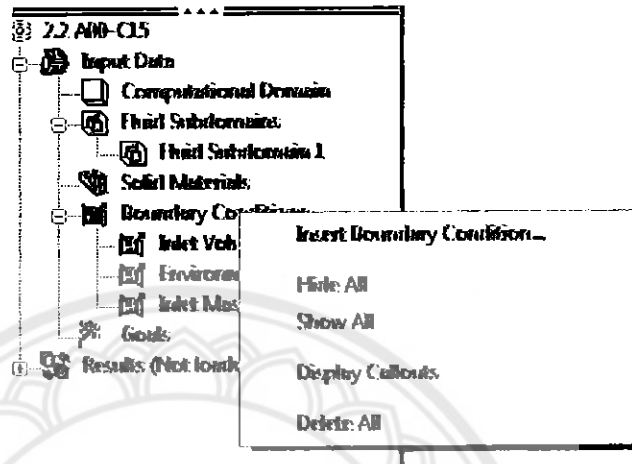 2.2 A00-C15
Input Data
Computational Domain
Fluid Subdomains
Fluid Subdomain 1
Solid Materials
Boundary Conditions
Inlet Vol
Environme
Inlet Mas
Goals
Results (Not load
Insert Boundary Condition...
Hide All
Show All
Display Callouts
Delete All